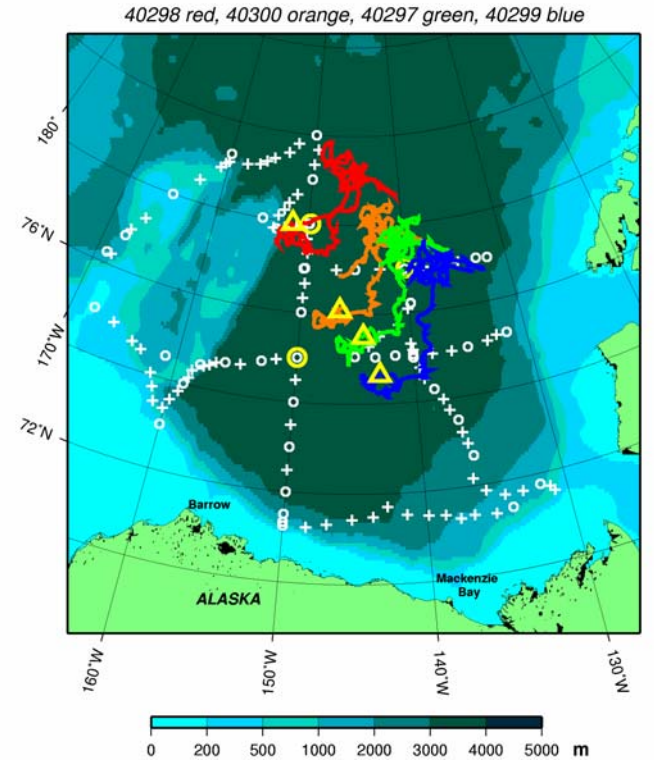 40298 red, 40300 orange, 40297 green, 40299 blue
180°
76°N
170°W
72°N
Barrow
ALASKA
Mackenzie
Bay
160°W
150°W
140°W
130°W
0 200 500 1000 2000 3000 4000 5000 m